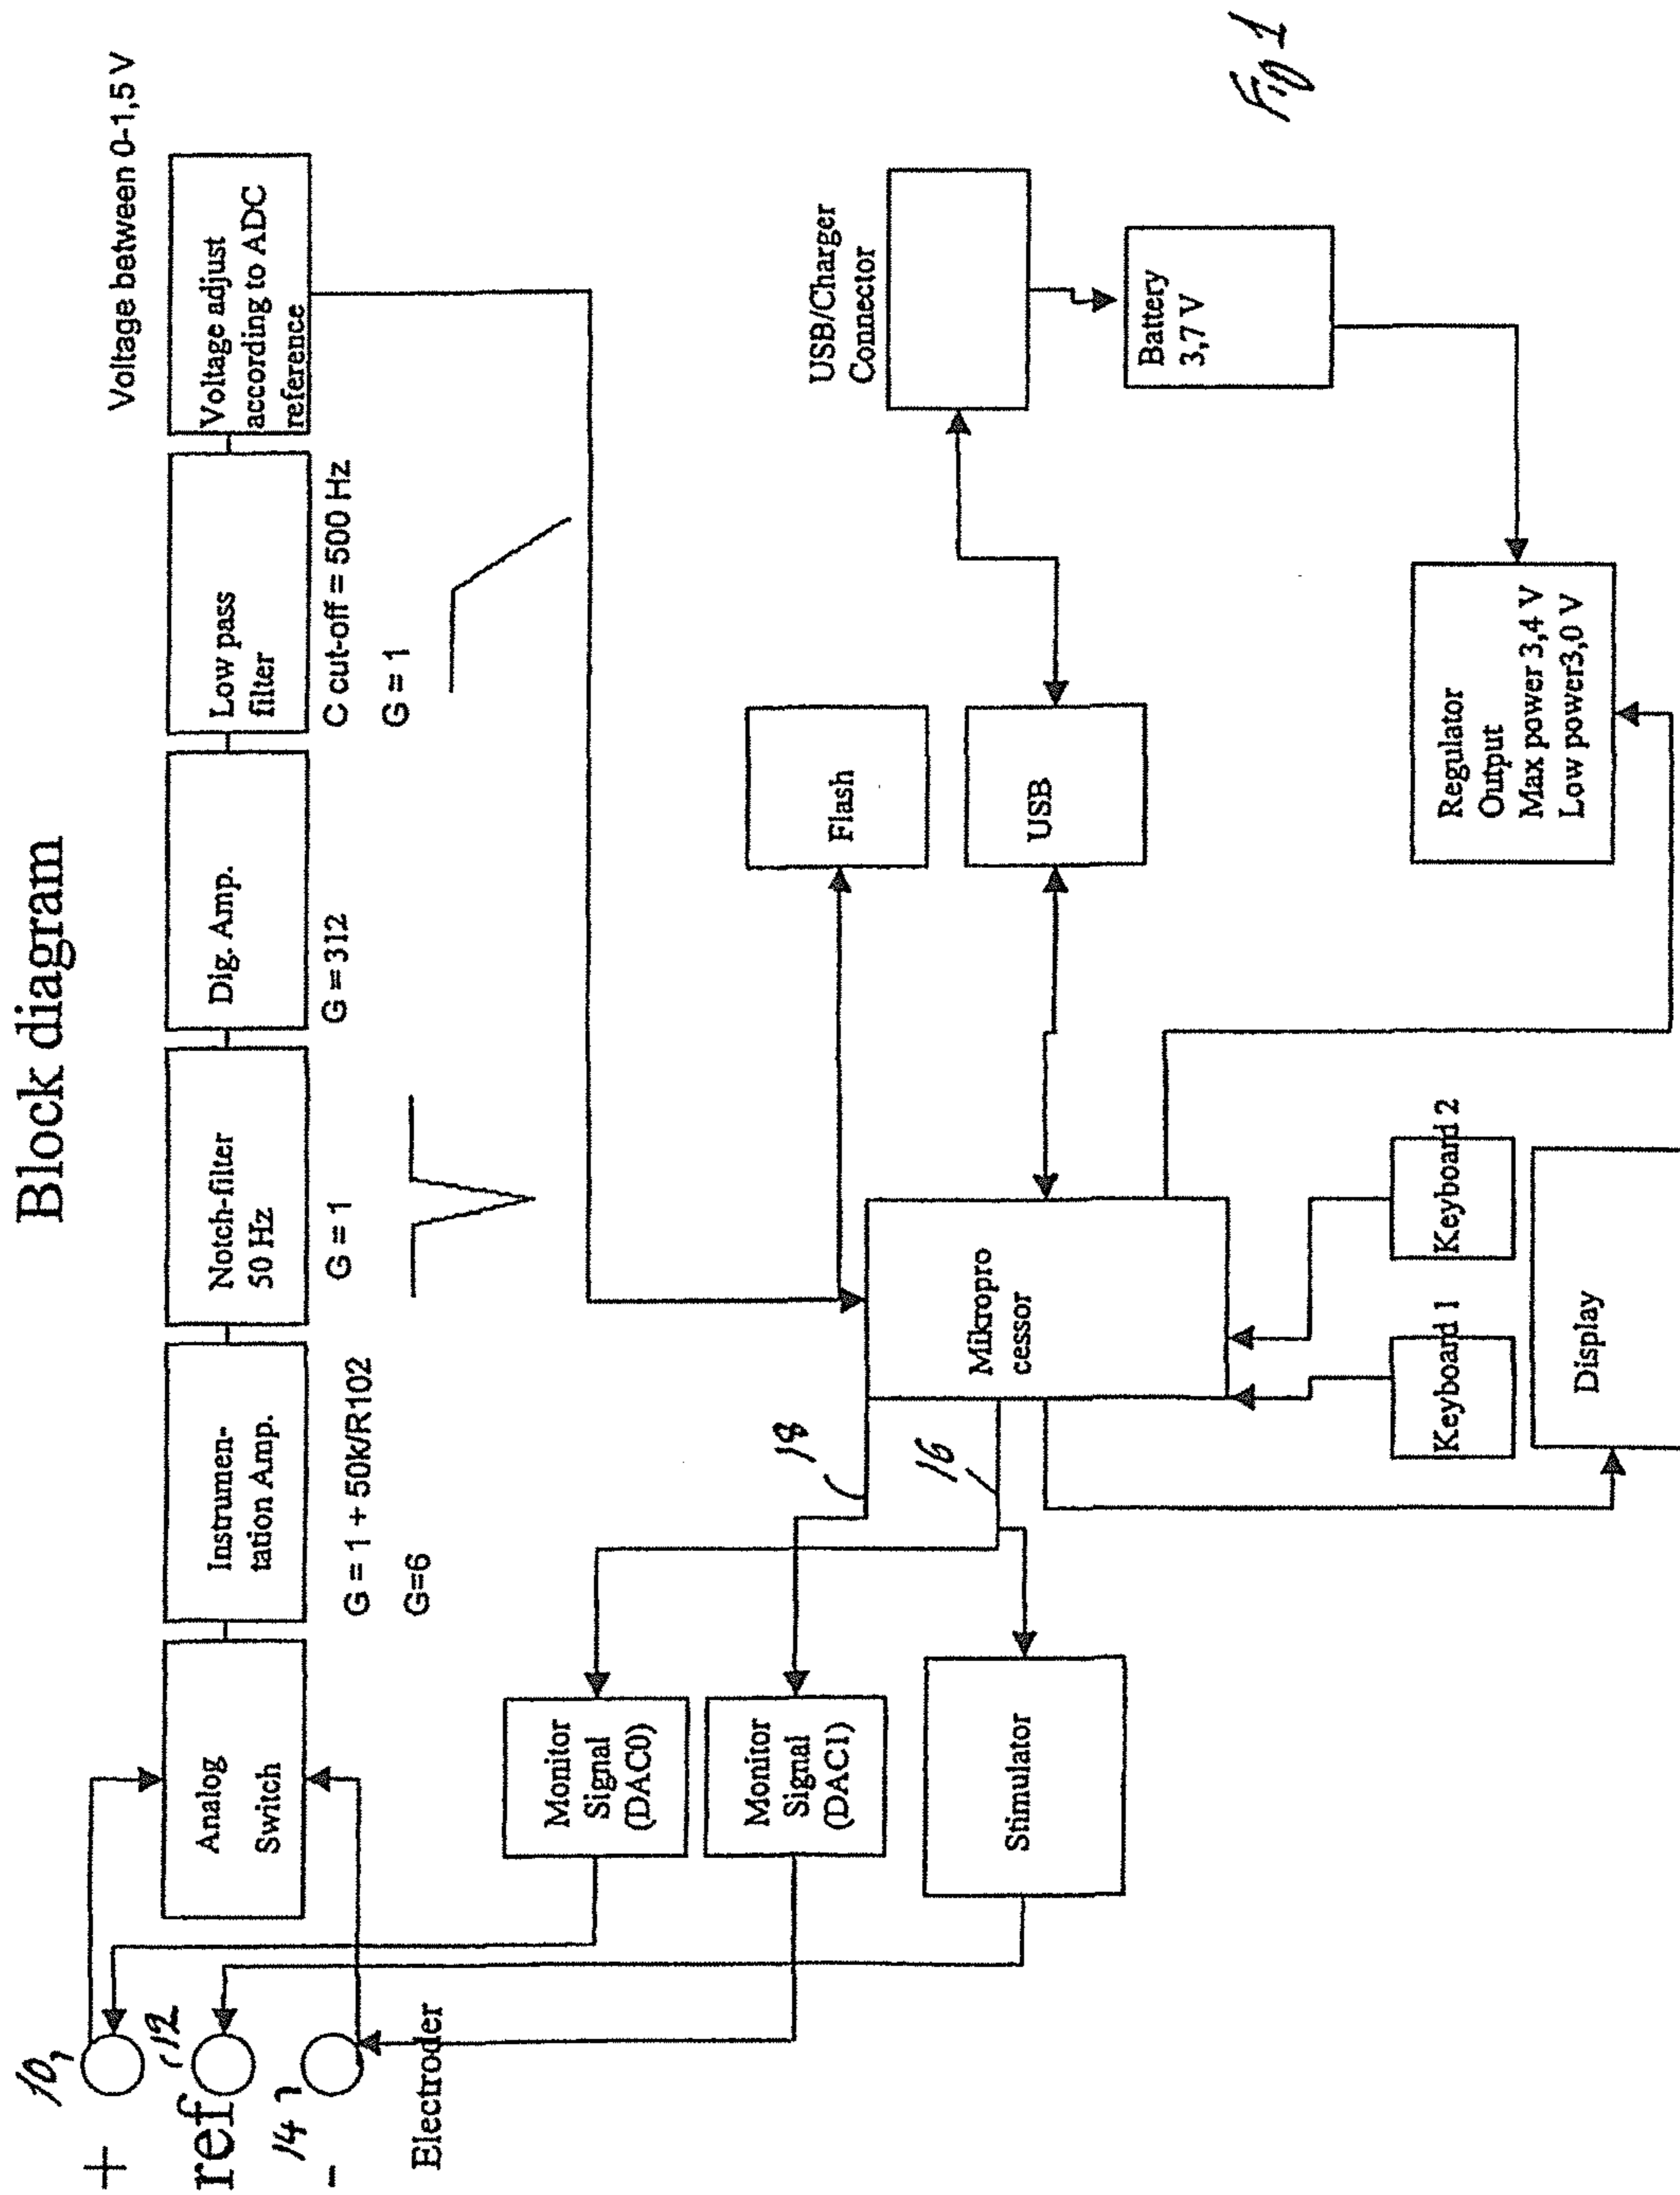 Block diagram
Voltage between 0-1,5 V
+
10
ref
12
-
14
Electroder
Analog
Switch
Instrumen-
tation Amp.
G = 1 + 50k/R102
G=6
Notch-filter
50 Hz
G = 1
Dig. Amp.
G = 312
Low pass
filter
C cut-off = 500 Hz
G = 1
Voltage adjust
according to ADC
reference
Monitor
Signal
(DAC0)
Monitor
Signal
(DAC1)
Stimulator
18
16
Mikropro
cessor
Flash
USB
USB/Charger
Connector
Battery
3,7 V
Regulator
Output
Max power 3,4 V
Low power3,0 V
Keyboard 1
Keyboard 2
Display
Fig 1